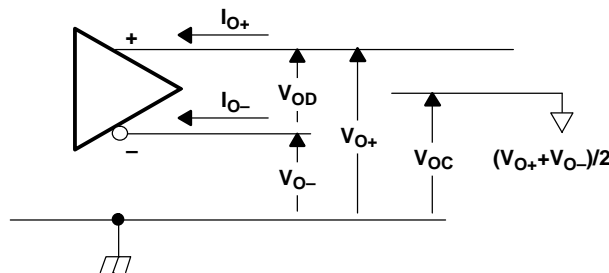 I_O+
+
I_O–
V_OD
V_O+
–
V_O–
V_OC
(V_O++V_O–)/2